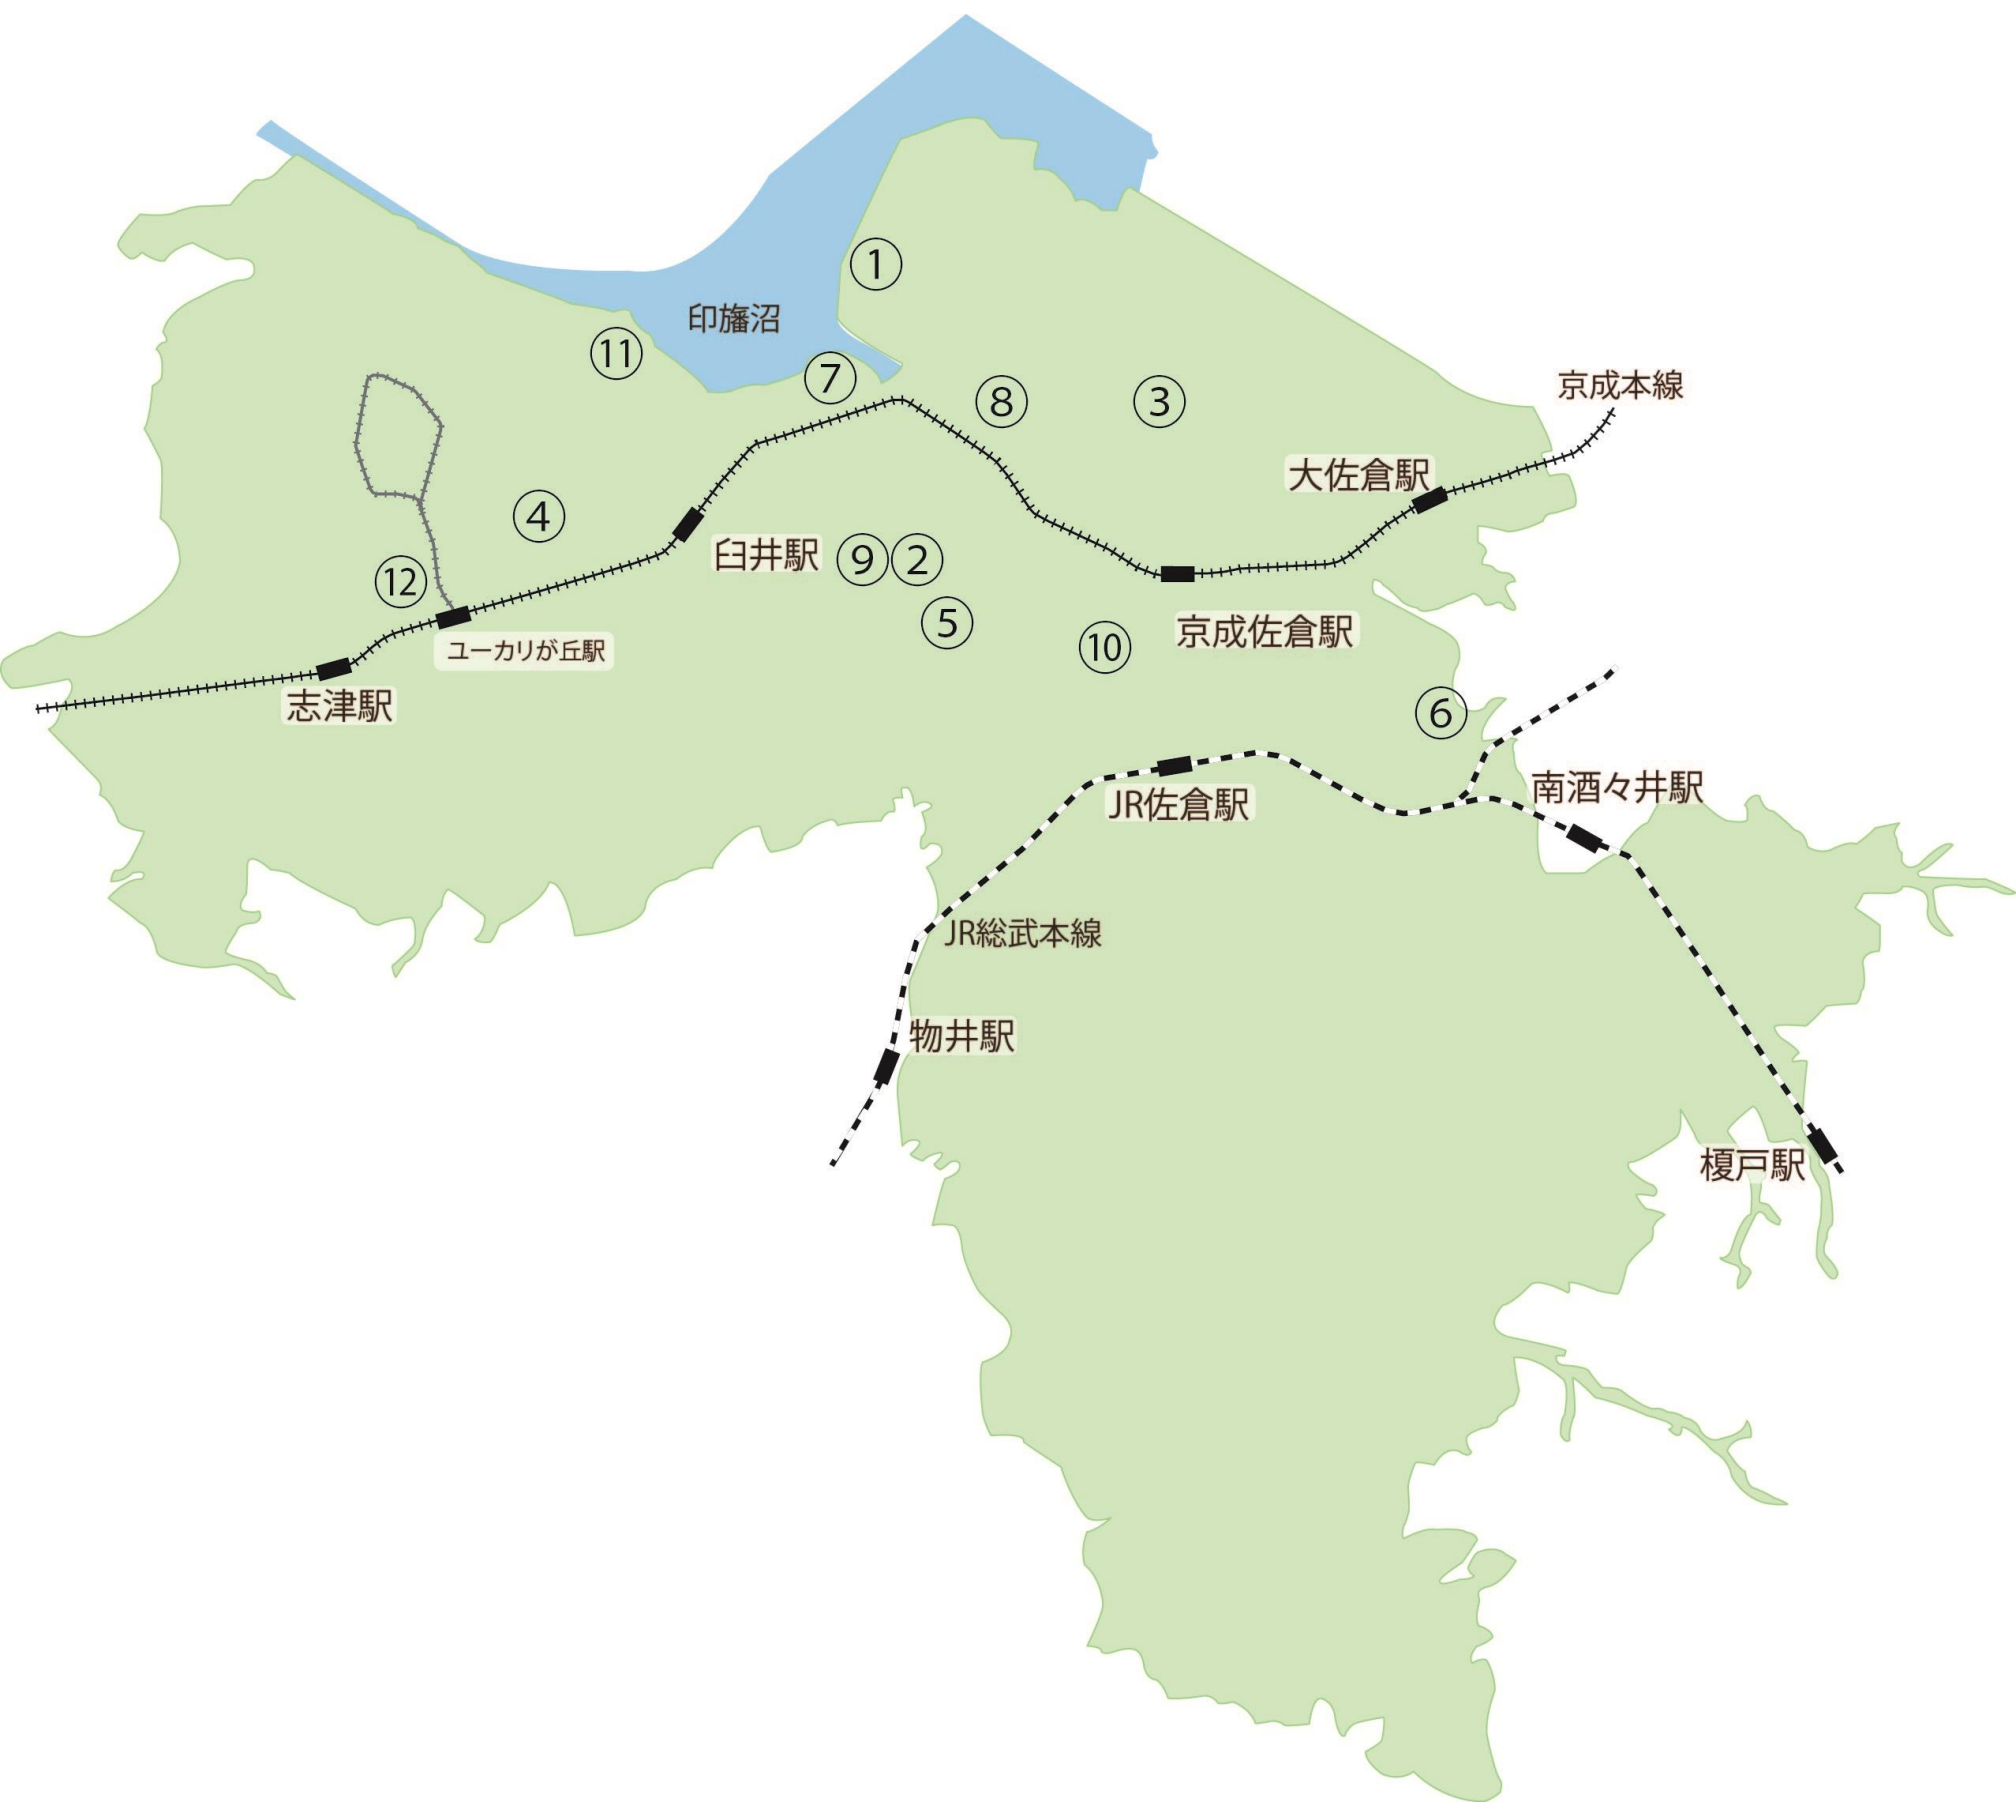 ①
印旛沼
⑪
⑦
⑧
③
京成本線
大佐倉駅
④
臼井駅
⑨
②
⑫
⑤
京成佐倉駅
ユーカリが丘駅
⑩
志津駅
⑥
JR佐倉駅
南酒々井駅
JR総武本線
物井駅
榎戸駅